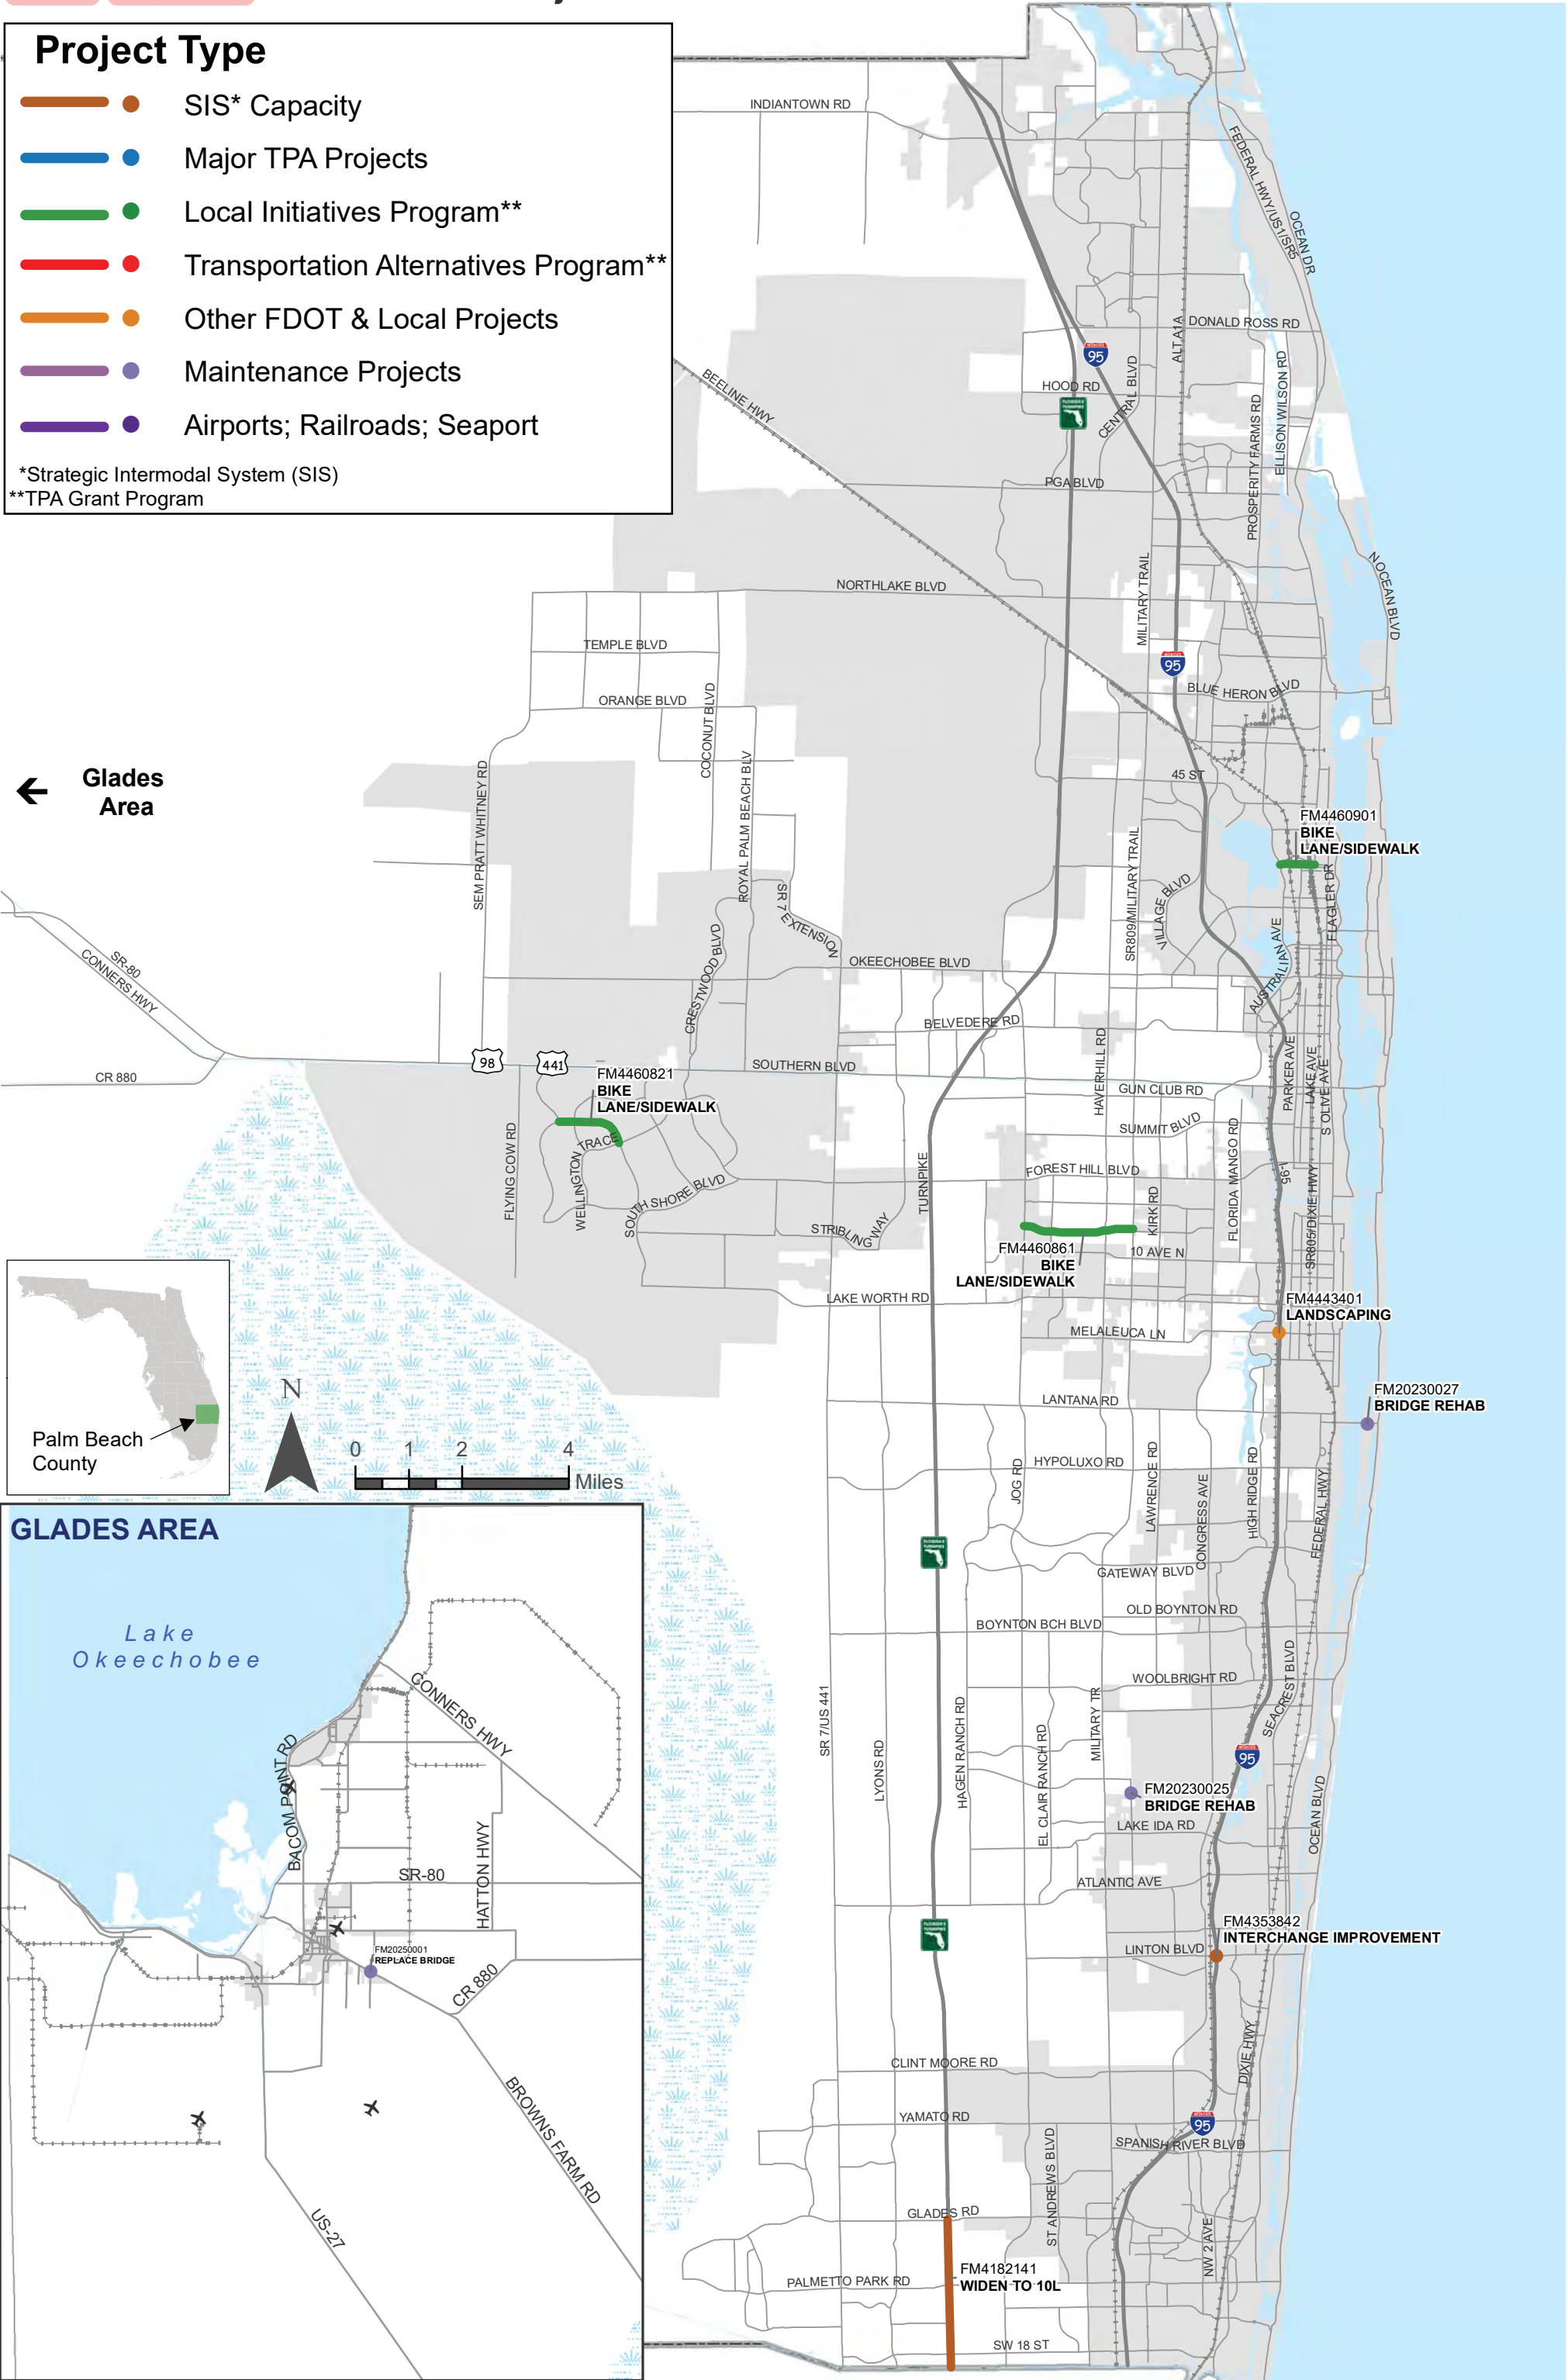 Project Type
SIS* Capacity
Major TPA Projects
Local Initiatives Program**
Transportation Alternatives Program**
Other FDOT & Local Projects
Maintenance Projects
Airports; Railroads; Seaport
*Strategic Intermodal System (SIS)
**TPA Grant Program
INDIANTOWN RD
FEDERAL HWY/US1/SR5
OCEAN DR
DONALD ROSS RD
ALT A1A
95
HOOD RD
CENTRAL BLVD
ELLISON WILSON RD
PROSPERITY FARMS RD
BEELINE HWY
PGA BLVD
N OCEAN BLVD
MILITARY TRAIL
NORTHLAKE BLVD
TEMPLE BLVD
95
BLUE HERON BLVD
ORANGE BLVD
COCONUT BLVD
ROYAL PALM BEACH BLV
SEM PRATT WHITNEY RD
45 ST
Glades
Area
FM4460901
BIKE
LANE/SIDEWALK
FLAGLER DR
SR809/MILITARY TRAIL
VILLAGE BLVD
SR 7 EXTENSION
AUSTRALIAN AVE
OKEECHOBEE BLVD
CRESTWOOD BLVD
SR-80
CONNERS HWY
BELVEDERE RD
SOUTHERN BLVD
98
441
CR 880
FM4460821
BIKE
LANE/SIDEWALK
HAVERHILL RD
GUN CLUB RD
PARKER AVE
LAKE AVE
S OLIVE AVE
SUMMIT BLVD
FLORIDA MANGO RD
FLYING COW RD
WELLINGTON TRACE
SOUTH SHORE BLVD
FOREST HILL BLVD
I-95
TURNPIKE
KIRK RD
SR805/DIXIE HWY
STRIBLING WAY
10 AVE N
FM4460861
BIKE
LANE/SIDEWALK
LAKE WORTH RD
FM4443401
LANDSCAPING
MELALEUCA LN
FM20230027
BRIDGE REHAB
LANTANA RD
Palm Beach
County
N
0 1 2 4
Miles
HYPOLUXO RD
JOG RD
LAWRENCE RD
CONGRESS AVE
HIGH RIDGE RD
FEDERAL HWY
GATEWAY BLVD
OLD BOYNTON RD
BOYNTON BCH BLVD
WOOLBRIGHT RD
SEACREST BLVD
SR 7/US 441
LYONS RD
HAGEN RANCH RD
EL CLAIR RANCH RD
MILITARY TR
95
FM20230025
BRIDGE REHAB
LAKE IDA RD
OCEAN BLVD
ATLANTIC AVE
FM4353842
INTERCHANGE IMPROVEMENT
LINTON BLVD
DIXIE HWY
CLINT MOORE RD
YAMATO RD
95
SPANISH RIVER BLVD
ST ANDREWS BLVD
GLADES RD
NW 2 AVE
FM4182141
WIDEN TO 10L
PALMETTO PARK RD
SW 18 ST
GLADES AREA
Lake
Okeechobee
CONNERS HWY
BACOM POINT RD
SR-80
HATTON HWY
FM20250001
REPLACE BRIDGE
CR 880
BROWNS FARM RD
US-27